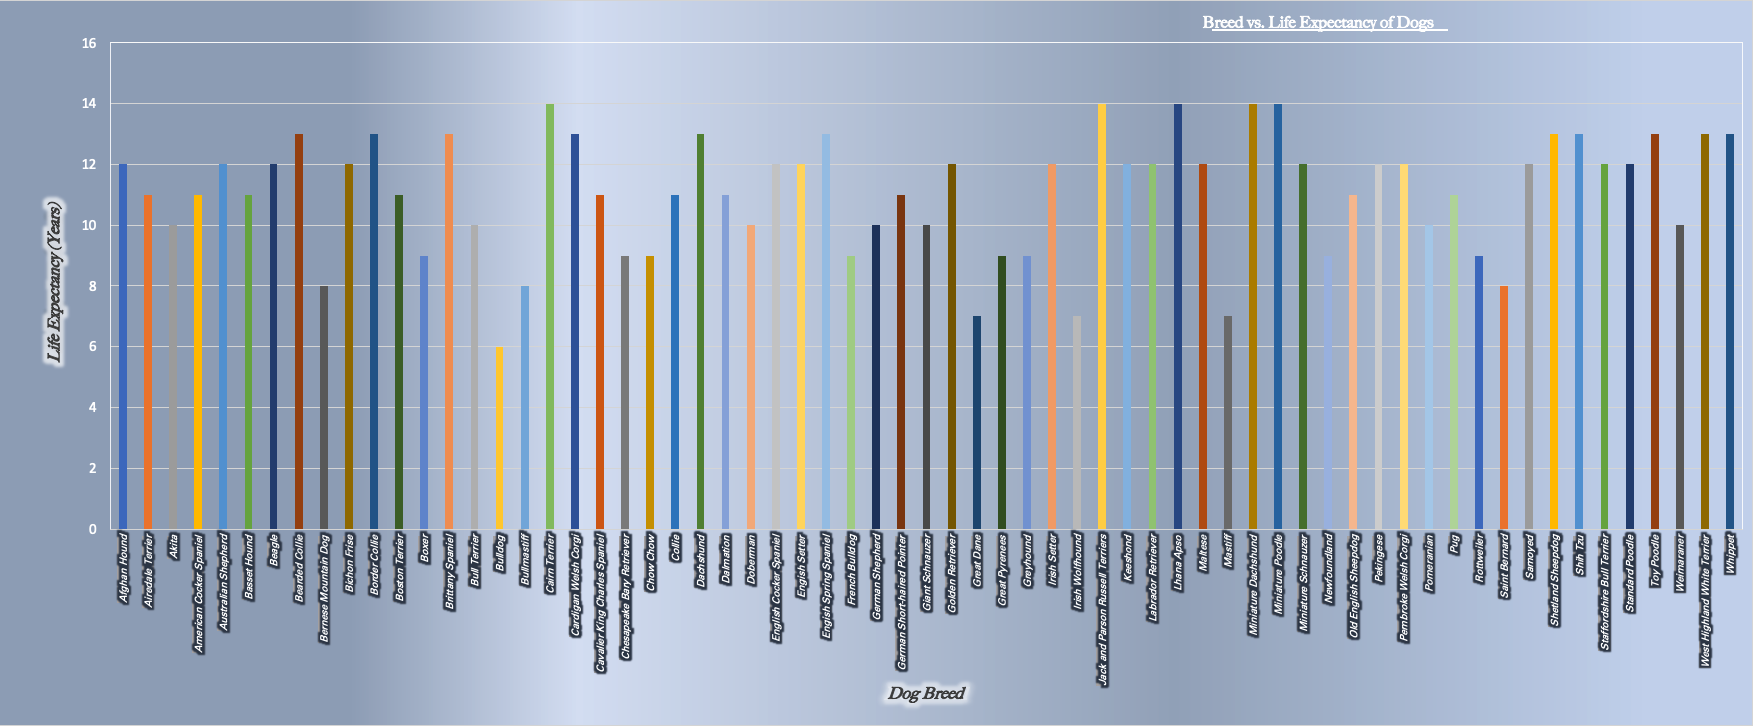 Breed vs. Life Expectancy of Dogs
16
14
12
10
8
6
4
2
0
Life Expectancy (Years)
Afghan Hound
Airedale Terrier
Akita
American Cocker Spaniel
Australian Shepherd
Basset Hound
Beagle
Bearded Collie
Bernese Mountain Dog
Bichon Frise
Border Collie
Boston Terrier
Boxer
Brittany Spaniel
Bull Terrier
Bulldog
Bullmastiff
Cairn Terrier
Cardigan Welsh Corgi
Cavalier King Charles Spaniel
Chesapeake Bay Retriever
Chow Chow
Collie
Dachshund
Dalmation
Doberman
English Cocker Spaniel
English Setter
English Spring Spaniel
French Bulldog
German Shepherd
German Short-haired Pointer
Giant Schnauzer
Golden Retriever
Great Dane
Great Pyrenees
Greyhound
Irish Setter
Irish Wolfhound
Jack and Parson Russell Terriers
Keeshond
Labrador Retriever
Lhasa Apso
Maltese
Mastiff
Miniature Dachshund
Miniature Poodle
Miniature Schnauzer
Newfoundland
Old English Sheepdog
Pekingese
Pembroke Welsh Corgi
Pomeranian
Pug
Rottweiler
Saint Bernard
Samoyed
Shetland Sheepdog
Shih Tzu
Staffordshire Bull Terrier
Standard Poodle
Toy Poodle
Weimaraner
West Highland White Terrier
Whippet
Dog Breed